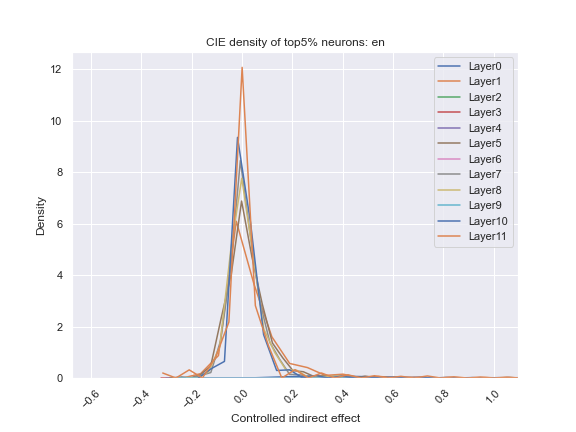 CIE density of top5% neurons: en
12
10
8
6
4
2
0
Density
−0.6
−0.4
−0.2
0.0
0.2
0.4
0.6
0.8
1.0
Controlled indirect effect
Layer0
Layer1
Layer2
Layer3
Layer4
Layer5
Layer6
Layer7
Layer8
Layer9
Layer10
Layer11